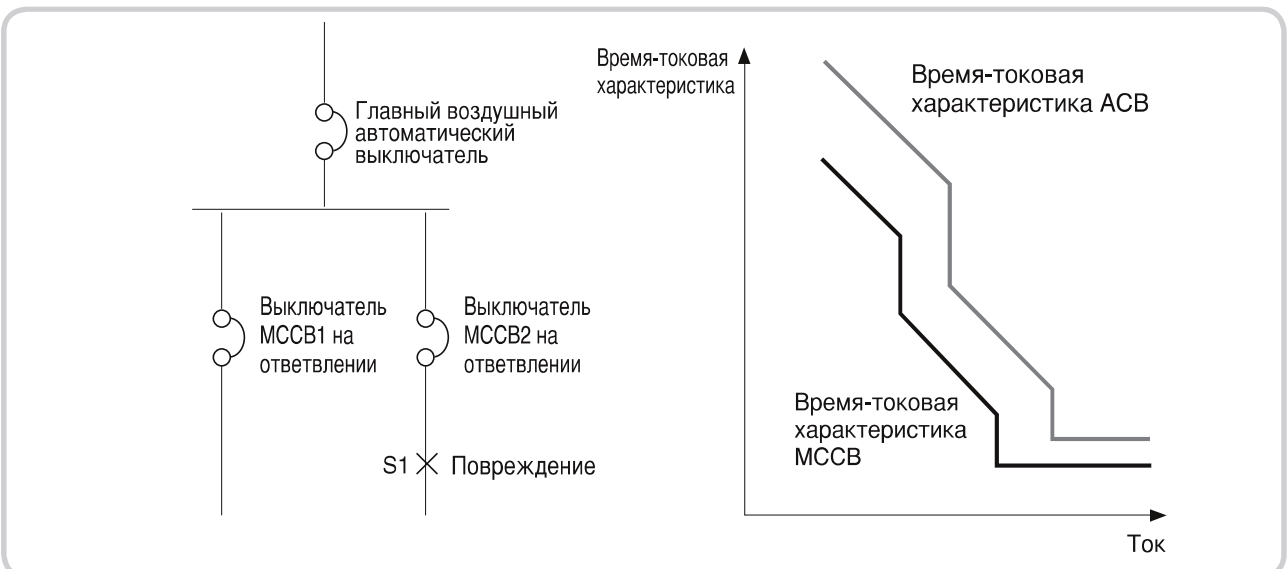 Главный воздушный
автоматический
выключатель
Выключатель
MCCB1 на
ответвлении
Выключатель
MCCB2 на
ответвлении
S1
Повреждение
Время-токовая
характеристика
Время-токовая
характеристика ACB
Время-токовая
характеристика
MCCB
Ток